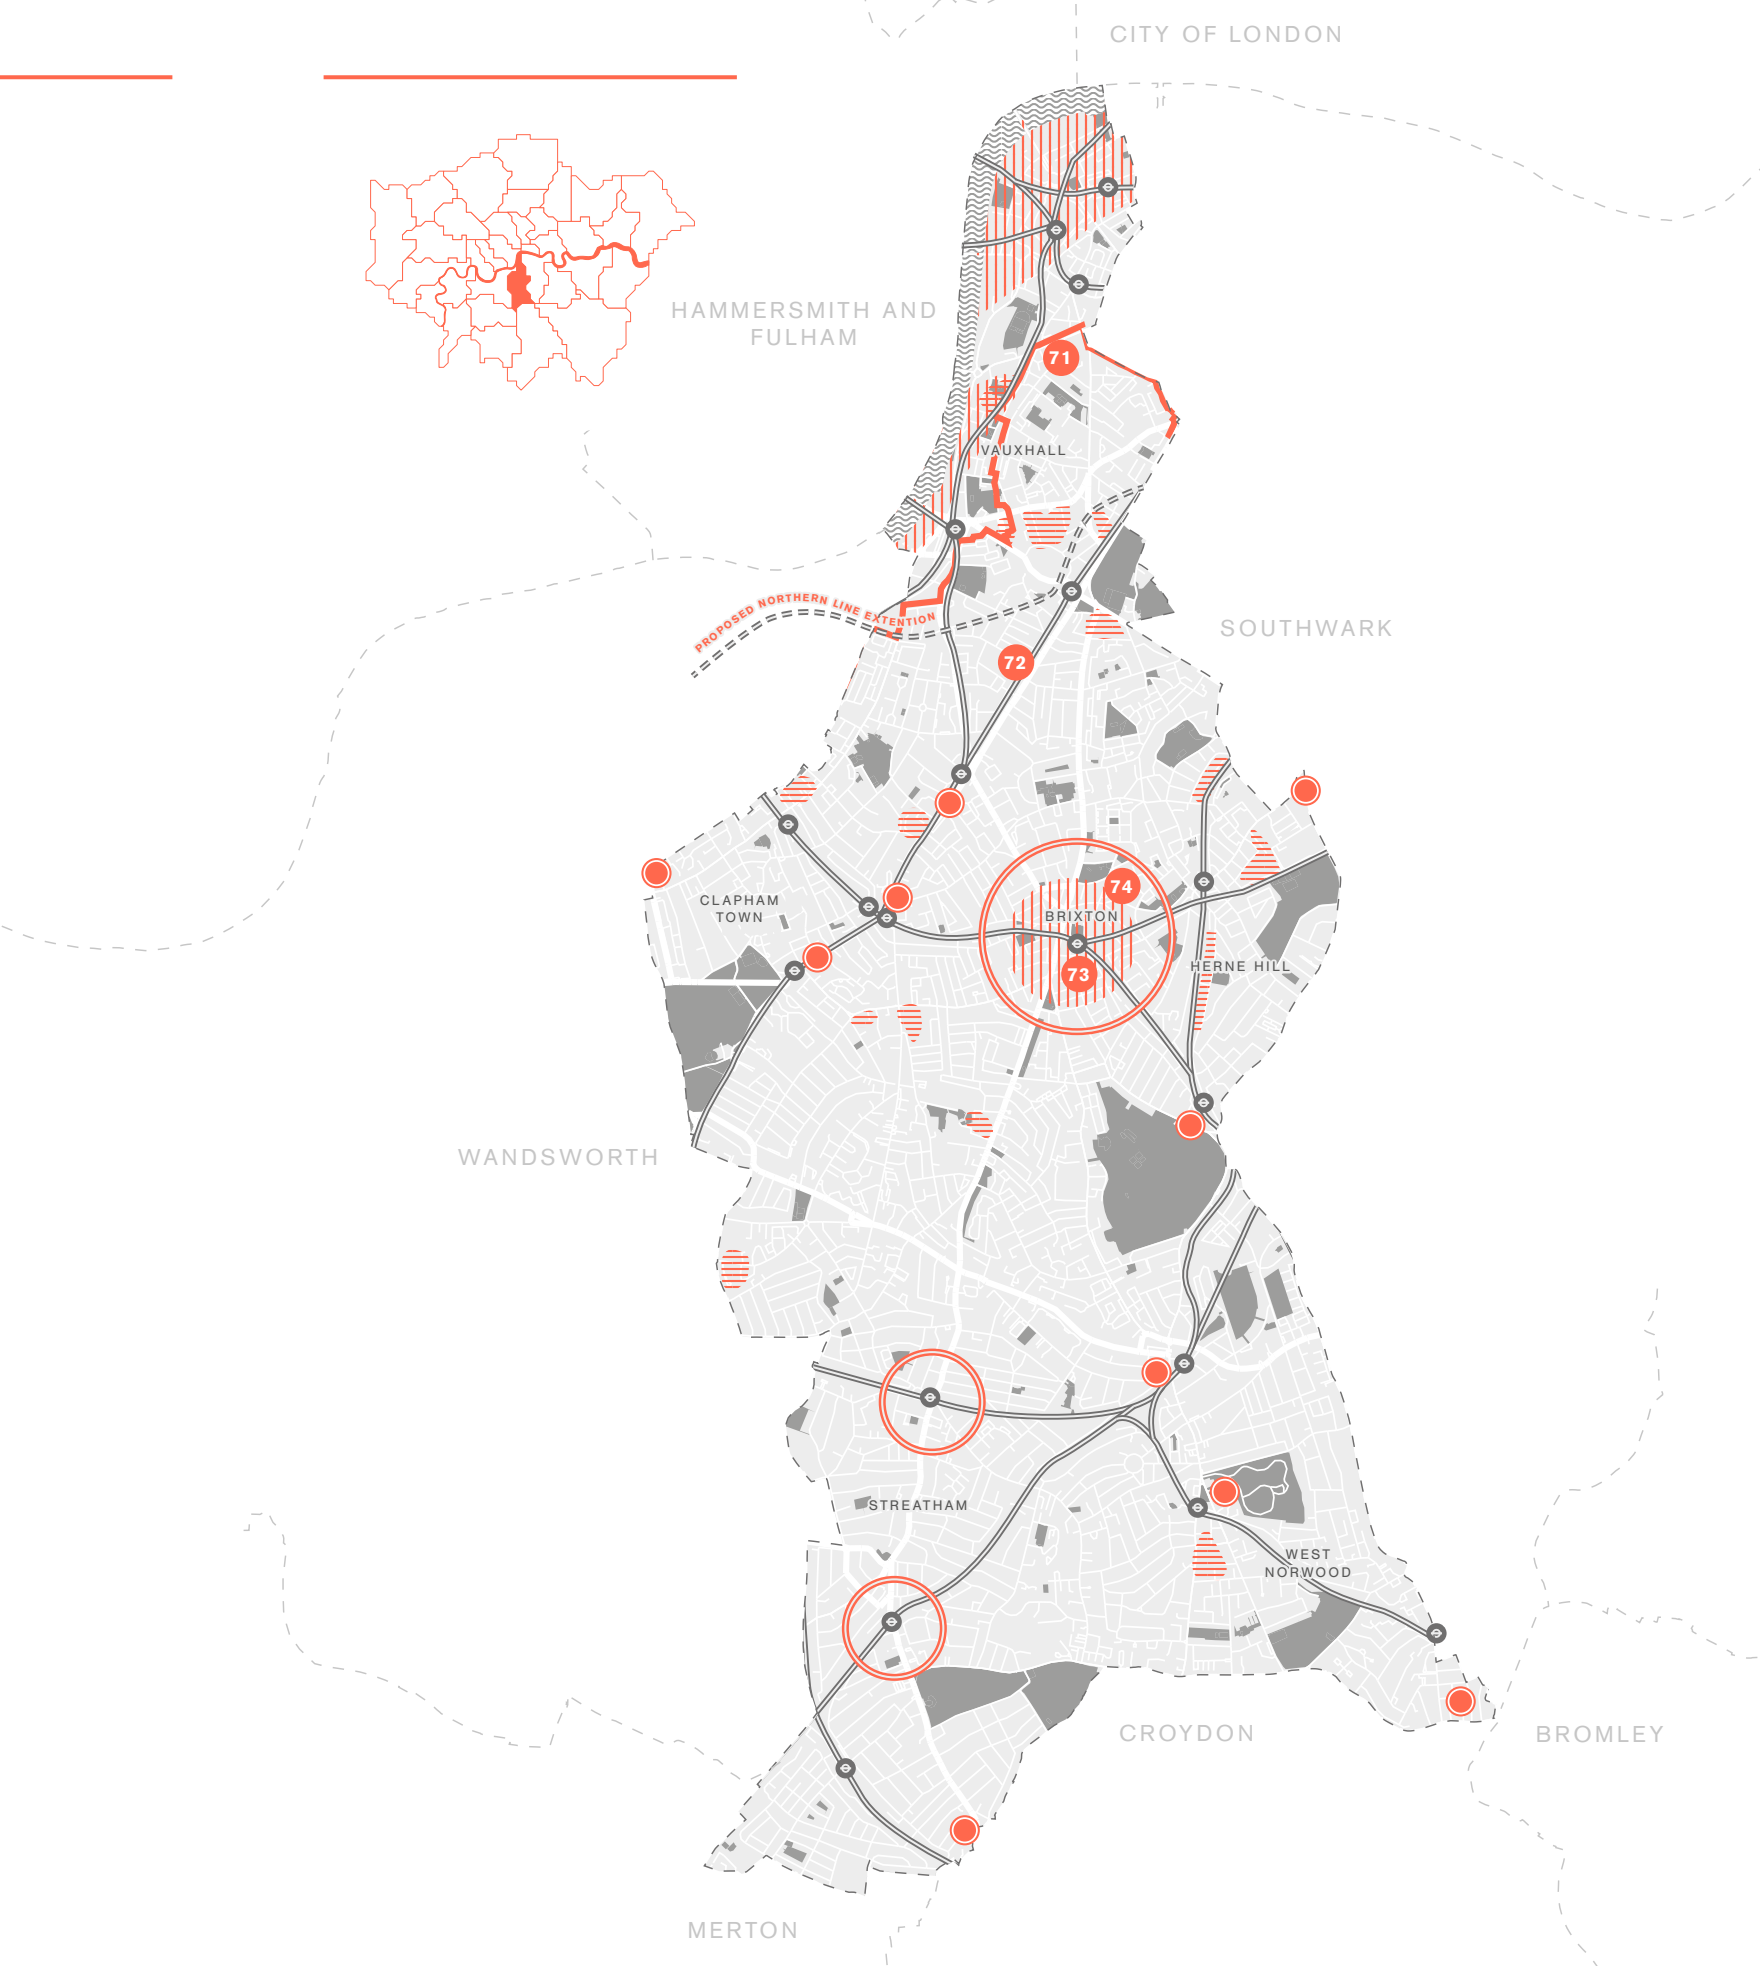 CITY OF LONDON
HAMMERSMITH AND
FULHAM
71
VAUXHALL
PROPOSED NORTHERN LINE EXTENTION
SOUTHWARK
72
CLAPHAM
TOWN
74
BRIXTON
73
HERNE HILL
WANDSWORTH
STREATHAM
WEST
NORWOOD
CROYDON
BROMLEY
MERTON